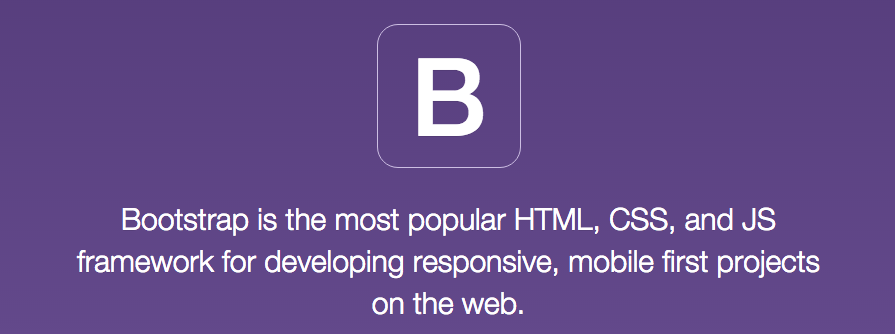 B
Bootstrap is the most popular HTML, CSS, and JS
framework for developing responsive, mobile first projects
on the web.